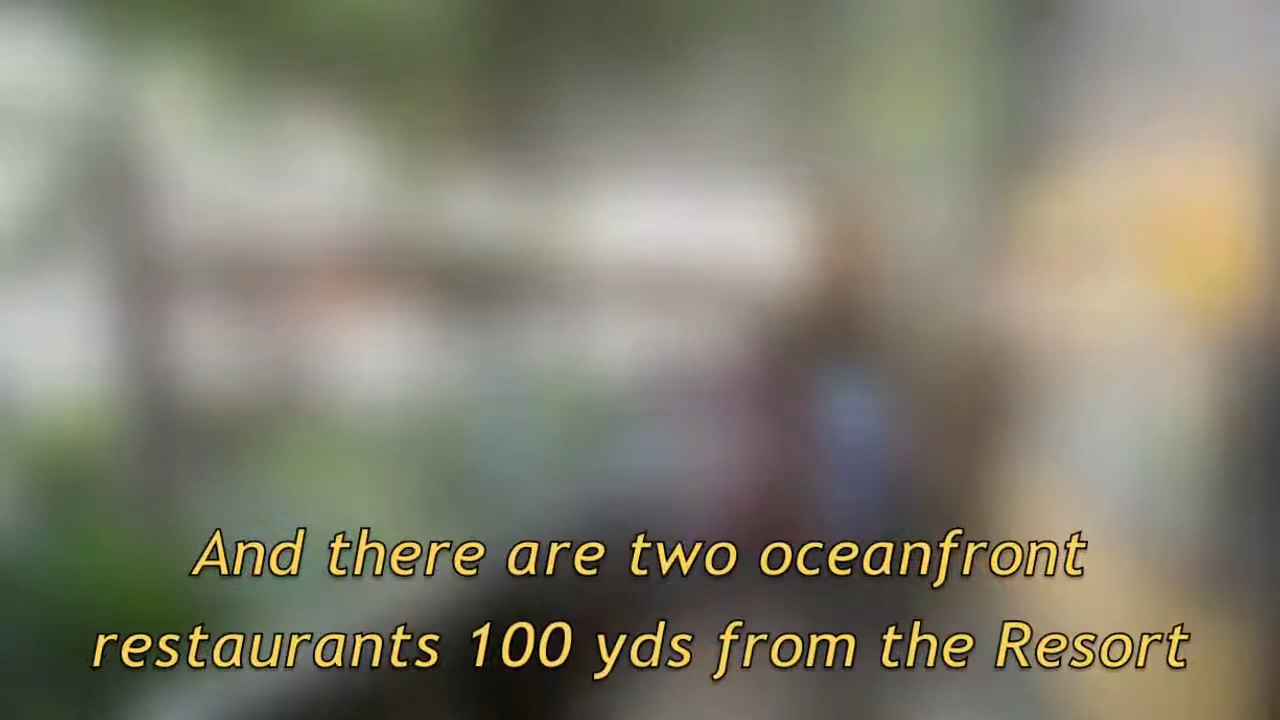 And there are two oceanfront
restaurants 100 yds from the Resort